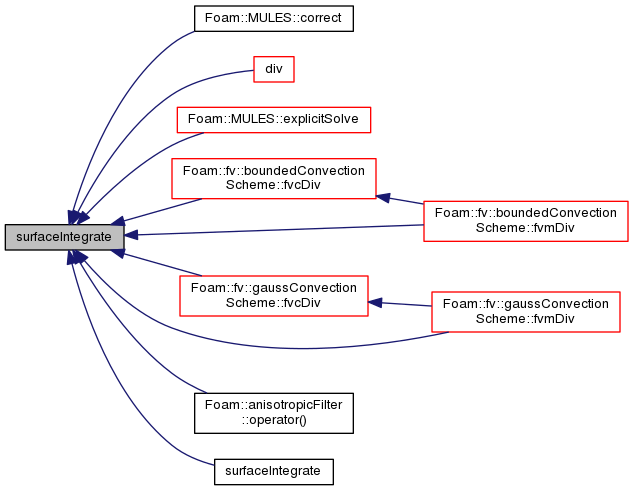 Foam::MULES::correct
div
Foam::MULES::explicitSolve
Foam::fv::boundedConvection
Scheme::fvcDiv
Foam::fv::boundedConvection
Scheme::fvmDiv
surfaceIntegrate
Foam::fv::gaussConvection
Scheme::fvcDiv
Foam::fv::gaussConvection
Scheme::fvmDiv
Foam::anisotropicFilter
::operator()
surfaceIntegrate